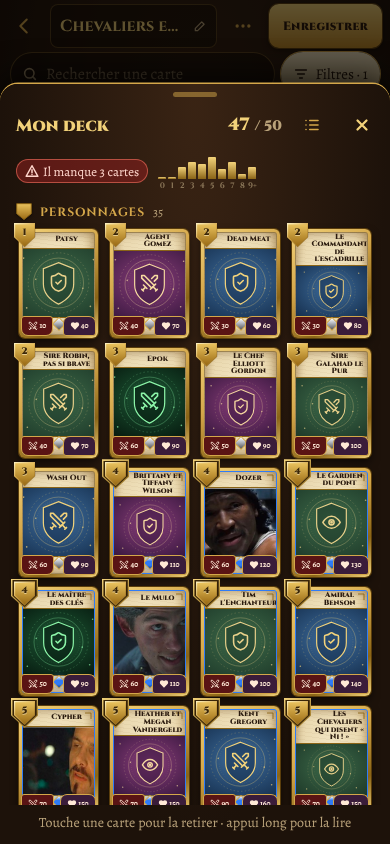 Chevaliers e...
Enregistrer
Rechercher une carte
Filtres · 1
Mon deck
47 / 50
Il manque 3 cartes
0 1 2 3 4 5 6 7 8 9+
Personnages 35
1 Patsy
10 40
2 Agent Gomez
40 70
2 Dead Meat
30 60
2 Le Commandant de l'escadrille
30 80
2 Sire Robin, pas si brave
40 70
3 Epok
60 90
3 Le Chef Elliott Gordon
50 90
3 Sire Galahad le Pur
50 100
3 Wash Out
60 90
4 Brittany et Tiffany Wilson
60 110
4 Dozer
60 120
4 Le Gardien du pont
60 130
4 Le maître des clés
50 90
4 Le Mulo
60 110
4 Tim l'Enchanteur
60 100
5 Amiral Benson
40 140
5 Cypher
5 Heather et Megan Vandergeld
5 Kent Gregory
5 Les Chevaliers qui disent « Ni ! »
Touche une carte pour la retirer · appui long pour la lire